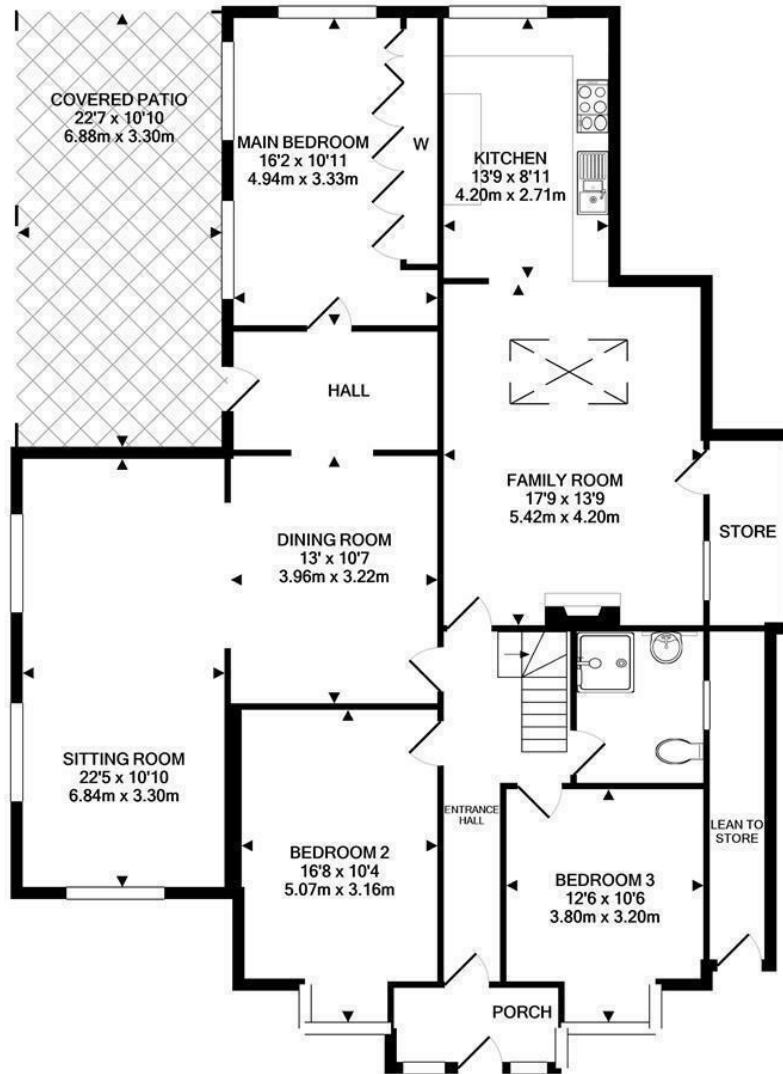 COVERED PATIO
22'7 x 10'10
6.88m x 3.30m
MAIN BEDROOM
16'2 x 10'11
4.94m x 3.33m
W
KITCHEN
13'9 x 8'11
4.20m x 2.71m
HALL
FAMILY ROOM
17'9 x 13'9
5.42m x 4.20m
STORE
DINING ROOM
13' x 10'7
3.96m x 3.22m
SITTING ROOM
22'5 x 10'10
6.84m x 3.30m
BEDROOM 2
16'8 x 10'4
5.07m x 3.16m
ENTRANCE
HALL
BEDROOM 3
12'6 x 10'6
3.80m x 3.20m
LEAN TO
STORE
PORCH